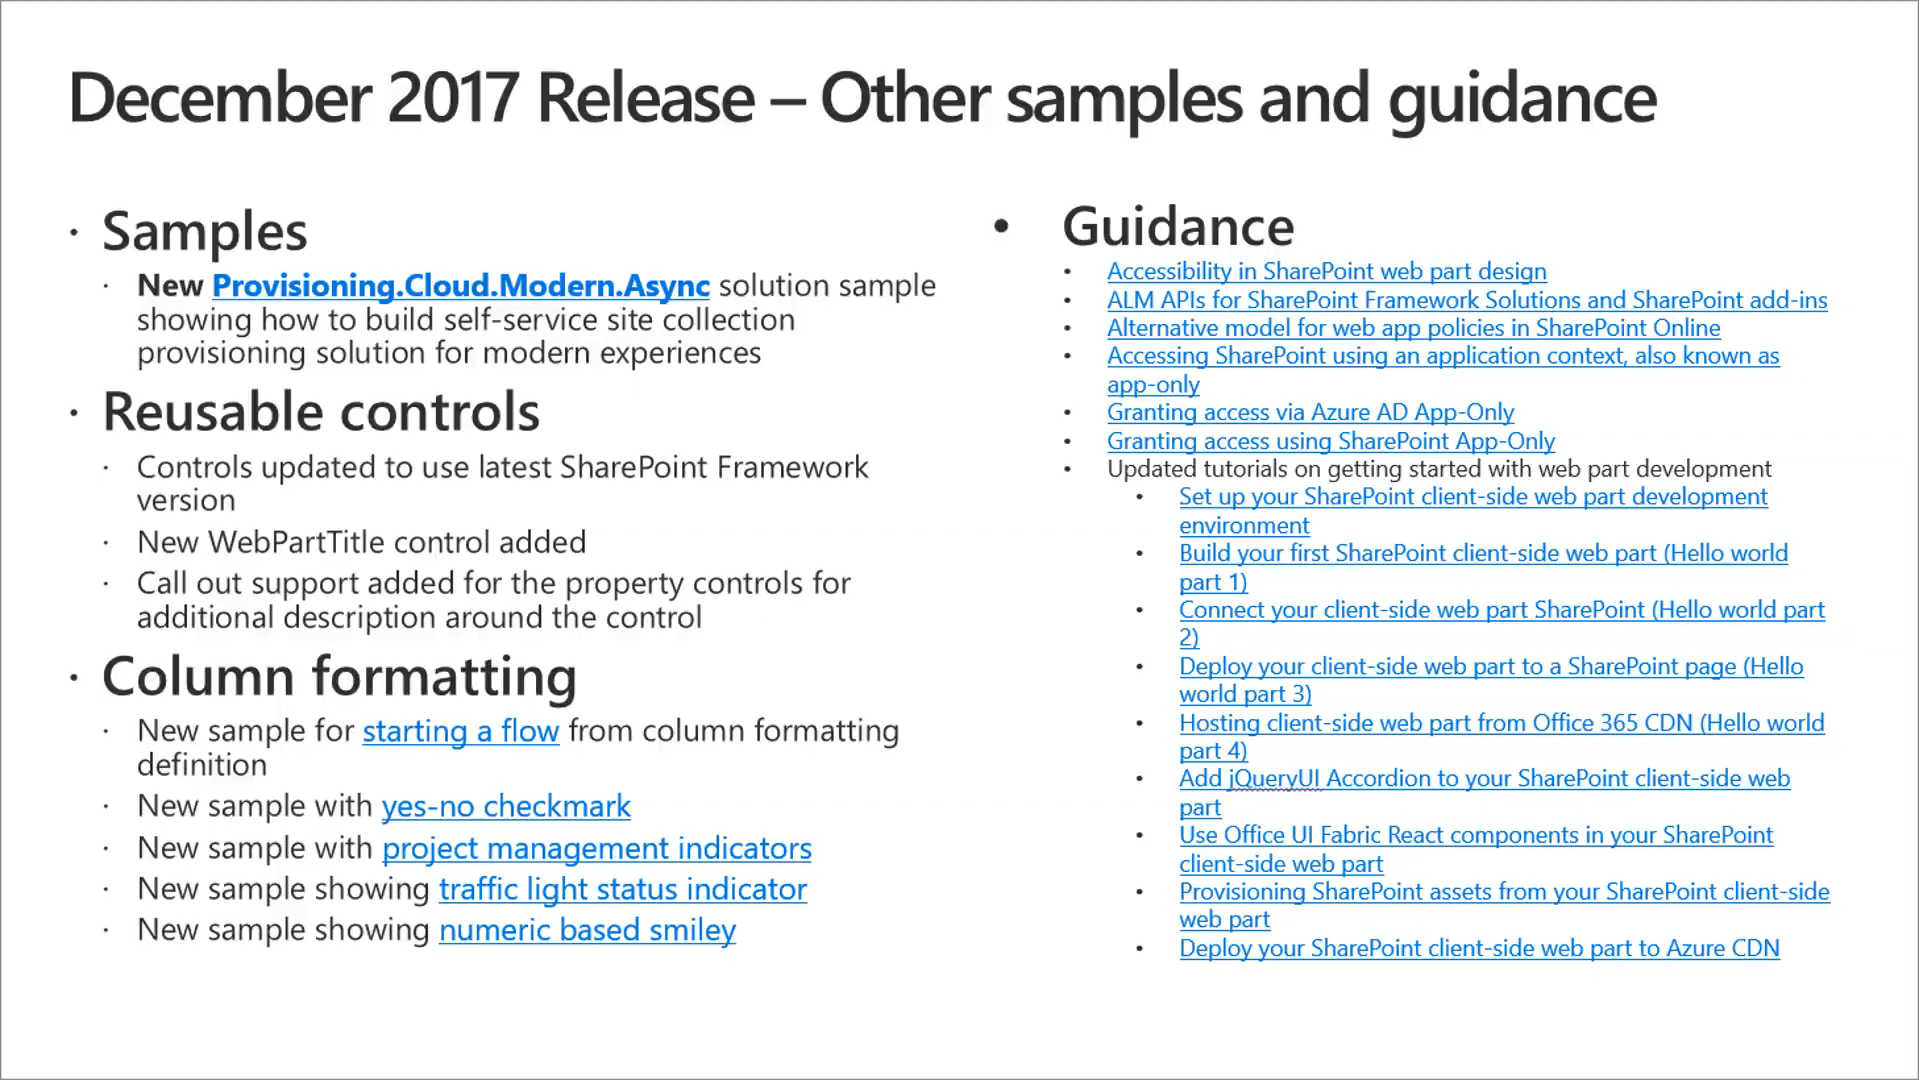 December 2017 Release – Other samples and guidance
· Samples
· New Provisioning.Cloud.Modern.Async solution sample
showing how to build self-service site collection
provisioning solution for modern experiences
· Reusable controls
· Controls updated to use latest SharePoint Framework
version
· New WebPartTitle control added
· Call out support added for the property controls for
additional description around the control
· Column formatting
· New sample for starting a flow from column formatting
definition
· New sample with yes-no checkmark
· New sample with project management indicators
· New sample showing traffic light status indicator
· New sample showing numeric based smiley
• Guidance
• Accessibility in SharePoint web part design
• ALM APIs for SharePoint Framework Solutions and SharePoint add-ins
• Alternative model for web app policies in SharePoint Online
• Accessing SharePoint using an application context, also known as
app-only
• Granting access via Azure AD App-Only
• Granting access using SharePoint App-Only
• Updated tutorials on getting started with web part development
• Set up your SharePoint client-side web part development
environment
• Build your first SharePoint client-side web part (Hello world
part 1)
• Connect your client-side web part SharePoint (Hello world part
2)
• Deploy your client-side web part to a SharePoint page (Hello
world part 3)
• Hosting client-side web part from Office 365 CDN (Hello world
part 4)
• Add jQueryUI Accordion to your SharePoint client-side web
part
• Use Office UI Fabric React components in your SharePoint
client-side web part
• Provisioning SharePoint assets from your SharePoint client-side
web part
• Deploy your SharePoint client-side web part to Azure CDN